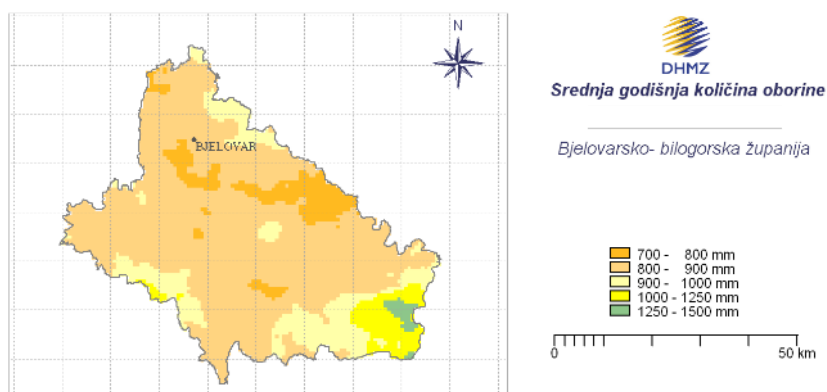 N
BJELOVAR
DHMZ
Srednja godišnja količina oborine
Bjelovarsko- bilogorska županija
700 - 800 mm
800 - 900 mm
900 - 1000 mm
1000 - 1250 mm
1250 - 1500 mm
0 50 km